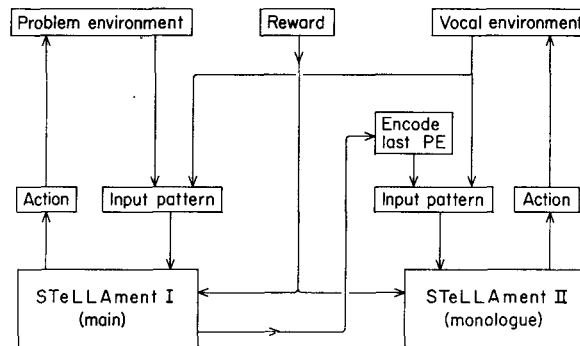 Problem environment
Reward
Vocal environment
Encode
last PE
Action
Input pattern
Input pattern
Action
STeLLAment I
(main)
STeLLAment II
(monologue)